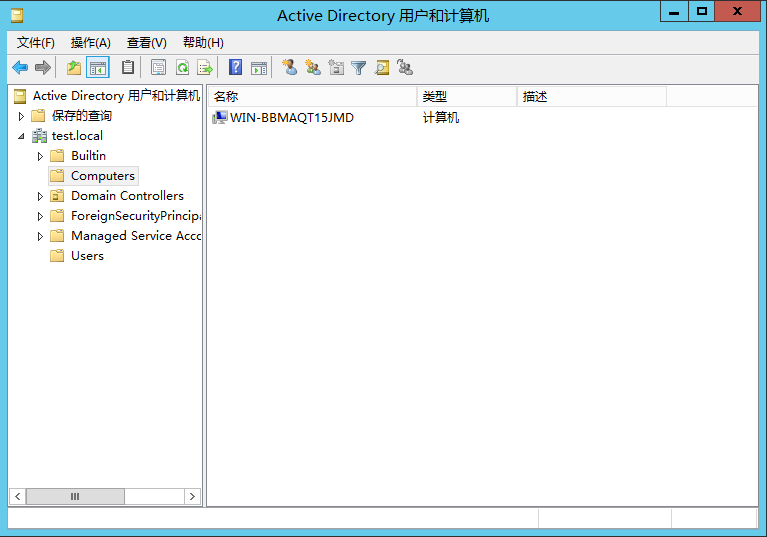 Active Directory 用户和计算机
文件(F) 操作(A) 查看(V) 帮助(H)
Active Directory 用户和计算机
保存的查询
test.local
Builtin
Computers
Domain Controllers
ForeignSecurityPrincipa
Managed Service Acco
Users
名称 类型 描述
WIN-BBMAQT15JMD 计算机